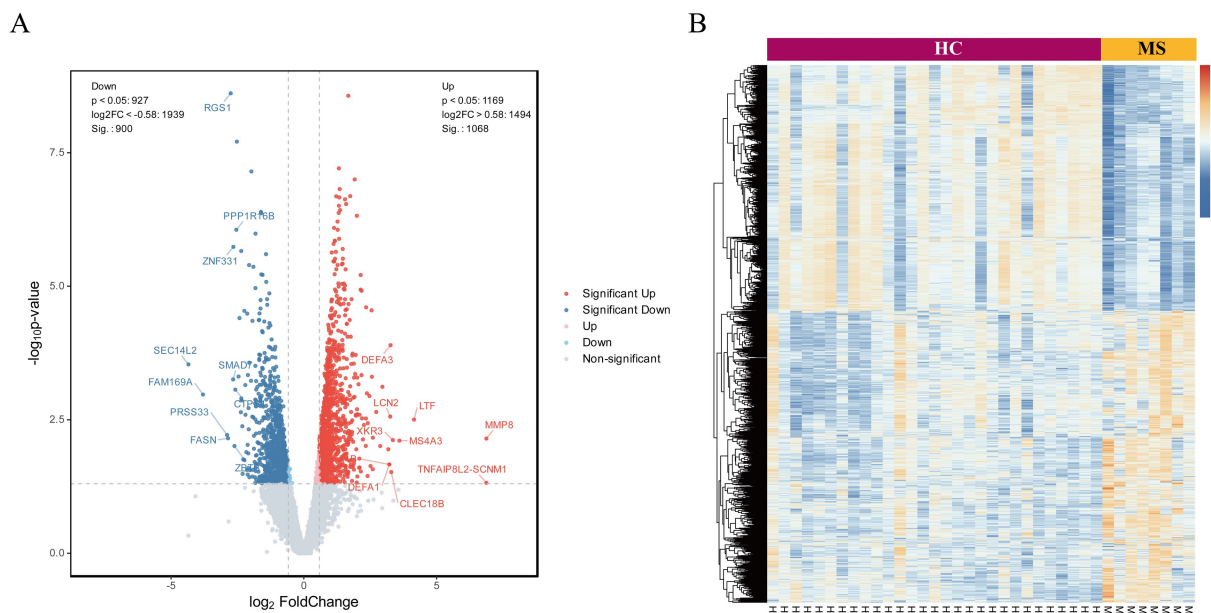 A
B
Down
p < 0.05: 927
log2FC < -0.58: 1939
Sig. : 900
Up
p < 0.05: 1169
log2FC > 0.58: 1494
Sig. : 1068
RGS1
PPP1R16B
ZNF331
SEC14L2
SMAD7
FAM169A
PRSS33
FASN
DEFA3
LCN2
LTF
XKR3
MS4A3
MMP8
TNFAIP8L2-SCNM1
DEFA1
CLEC18B
7.5
5.0
2.5
0.0
-5
0
5
-log10p-value
log2 FoldChange
Significant Up
Significant Down
Up
Down
Non-significant
HC
MS
H H H H H H H H H H H H H H H H H H H H H H H H H H H H H M M M M M M M M